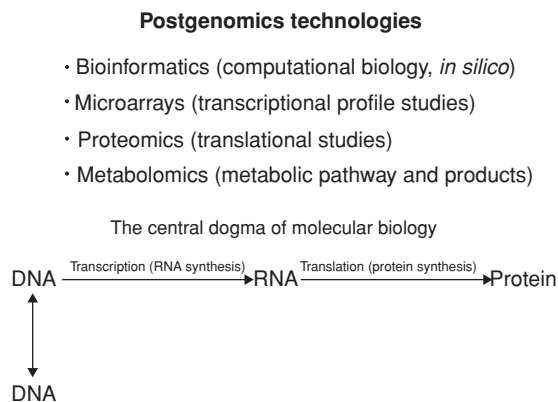 Postgenomics technologies
· Bioinformatics (computational biology, in silico)
· Microarrays (transcriptional profile studies)
· Proteomics (translational studies)
· Metabolomics (metabolic pathway and products)
The central dogma of molecular biology
DNA Transcription (RNA synthesis) RNA Translation (protein synthesis) Protein
DNA